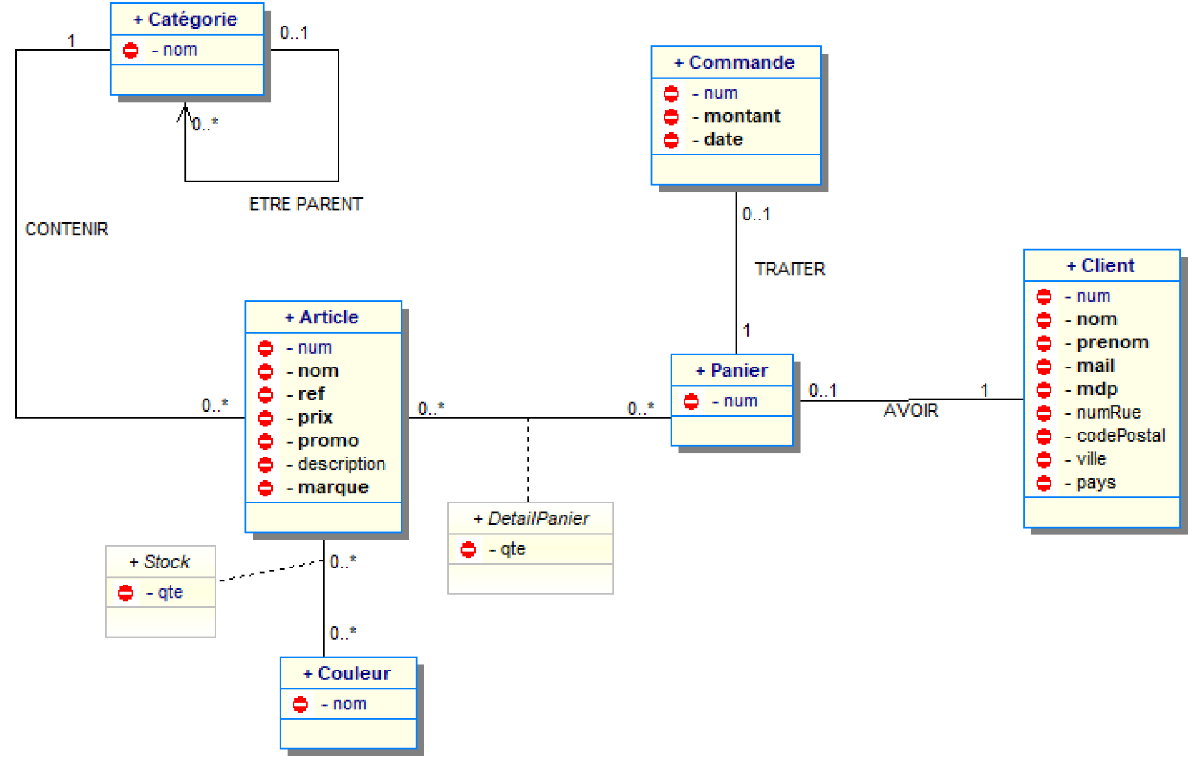 + Catégorie
- nom
1
0..1
0..*
ETRE PARENT
CONTENIR
+ Commande
- num
- montant
- date
0..1
TRAITER
1
+ Client
- num
- nom
- prenom
- mail
- mdp
- numRue
- codePostal
- ville
- pays
+ Article
- num
- nom
- ref
- prix
- promo
- description
- marque
0..*
0..*
0..*
+ Panier
- num
0..1
AVOIR
1
+ DetailPanier
- qte
+ Stock
- qte
0..*
0..*
+ Couleur
- nom